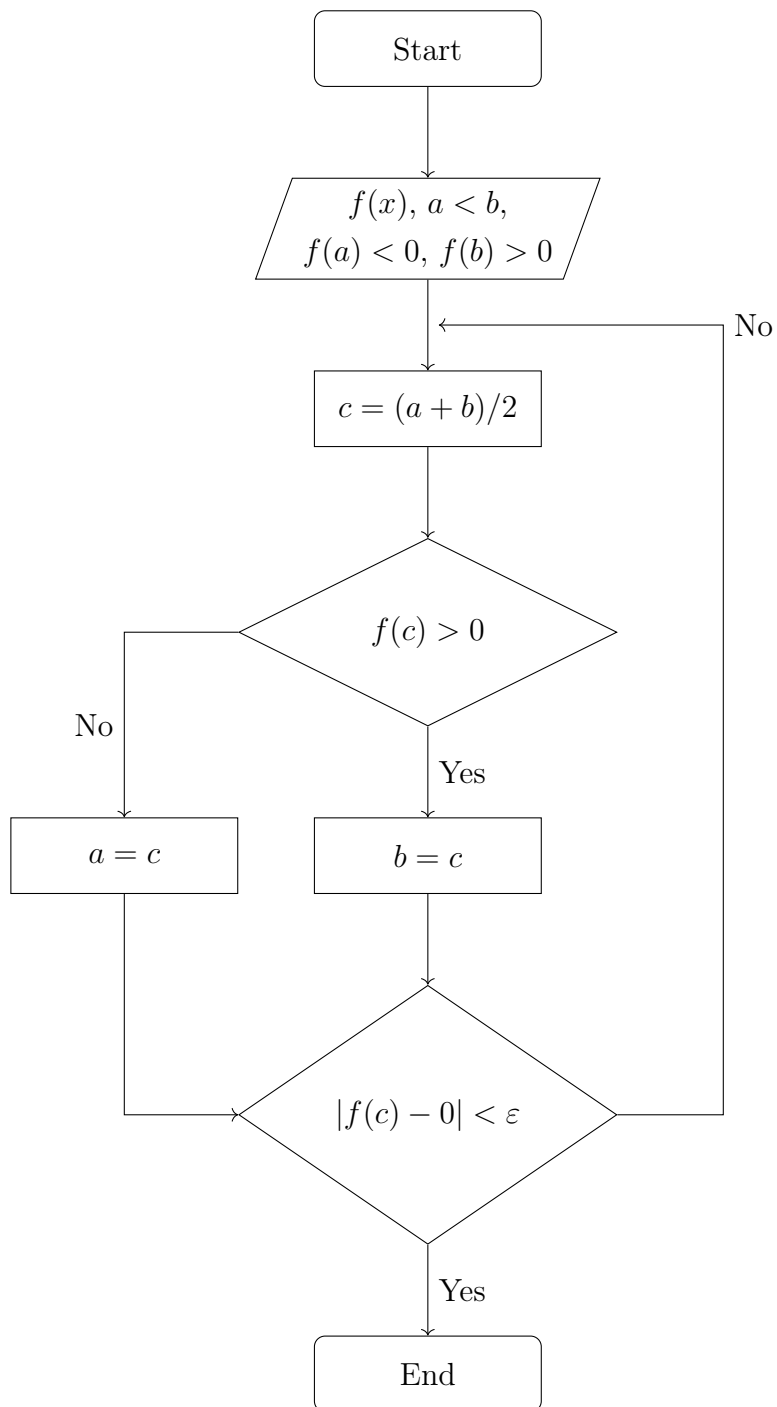 Start
f(x), a < b,
f(a) < 0, f(b) > 0
No
c = (a + b)/2
f(c) > 0
No
Yes
a = c
b = c
|f(c) − 0| < ε
Yes
End